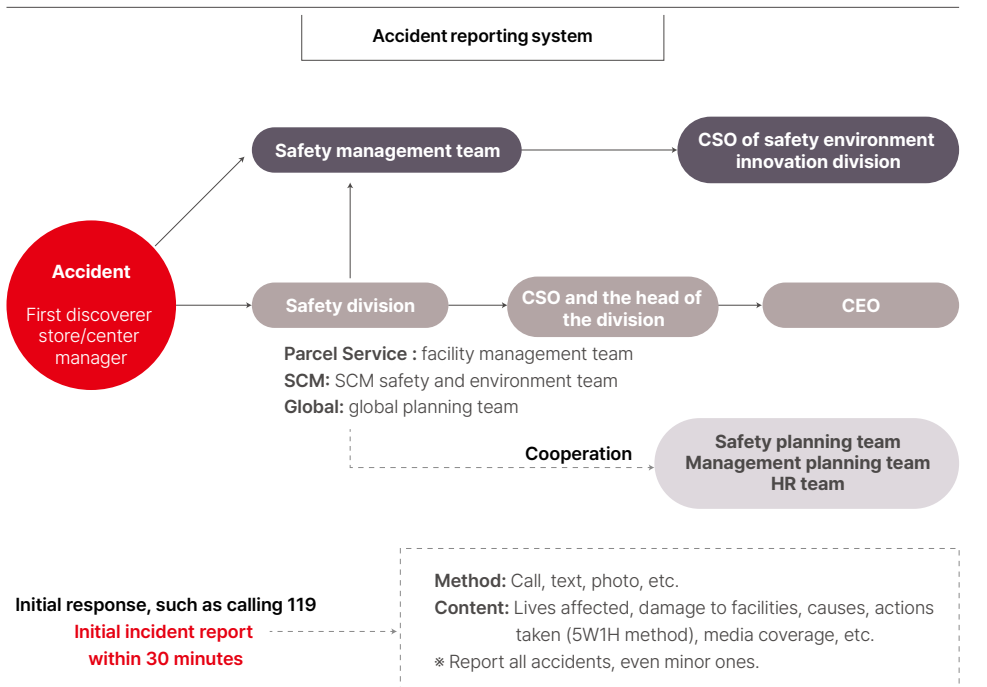 Accident reporting system
Safety management team
CSO of safety environment
innovation division
Accident
First discoverer
store/center
manager
Safety division
CSO and the head of
the division
CEO
Parcel Service : facility management team
SCM: SCM safety and environment team
Global: global planning team
Cooperation
Safety planning team
Management planning team
HR team
Initial response, such as calling 119
Initial incident report
within 30 minutes
Method: Call, text, photo, etc.
Content: Lives affected, damage to facilities, causes, actions
taken (5W1H method), media coverage, etc.
※ Report all accidents, even minor ones.